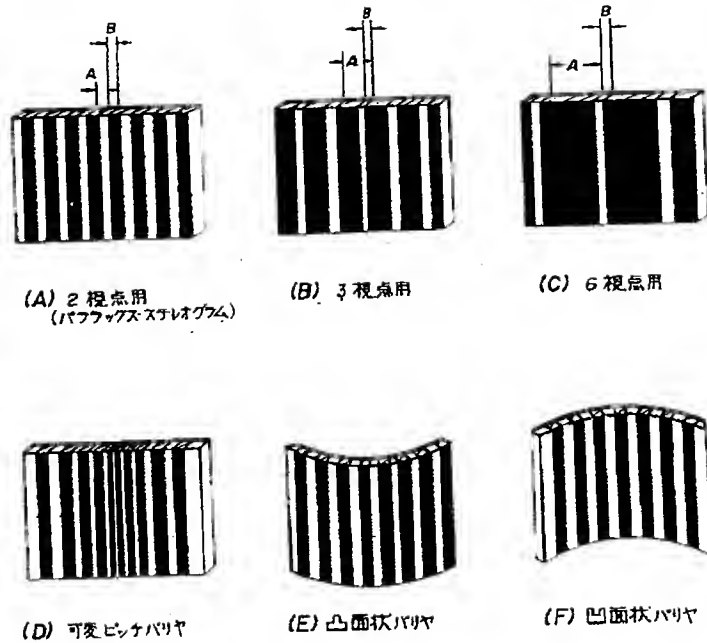 B
A
B
A
B
A
(A) 2視点用
(パララックス・ステレオグラム)
(B) 3視点用
(C) 6視点用
(D) 可変ピッチバリヤ
(E) 凸面状バリヤ
(F) 凹面状バリヤ